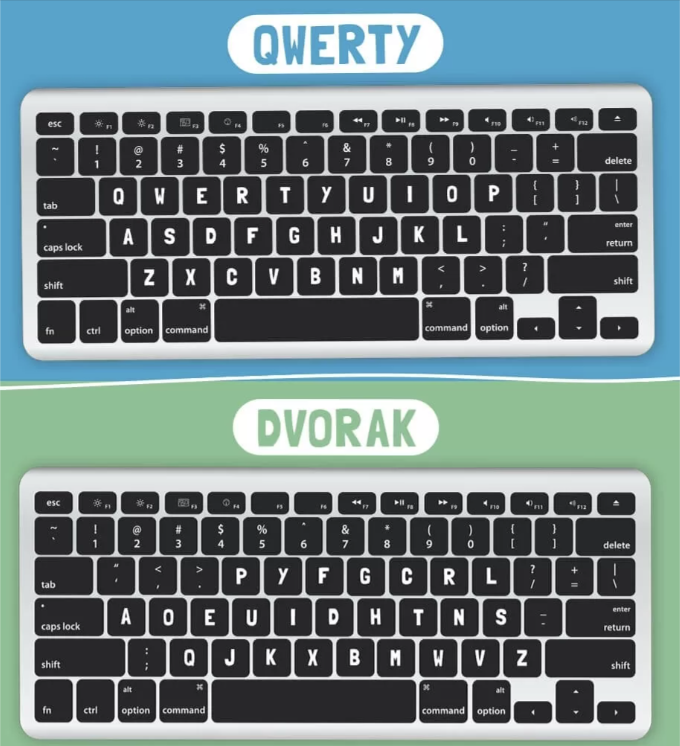 QWERTY
esc F1 F2 F3 F4 F5 F6 F7 F8 F9 F10 F11 F12
~ ! @ # $ % ^ & * ( ) _ +
` 1 2 3 4 5 6 7 8 9 0 - = delete
tab Q W E R T Y U I O P { [ } ] | \
caps lock A S D F G H J K L : ; " ' enter return
shift Z X C V B N M < , > . ? / shift
fn ctrl alt option ⌘ command ⌘ command alt option
DVORAK
esc F1 F2 F3 F4 F5 F6 F7 F8 F9 F10 F11 F12
~ ! @ # $ % ^ & * ( ) { }
` 1 2 3 4 5 6 7 8 9 0 [ ] delete
tab " ' < , > . P Y F G C R L ? / + = | \
caps lock A O E U I D H T N S _ - enter return
shift : ; Q J K X B M W V Z shift
fn ctrl alt option ⌘ command ⌘ command alt option